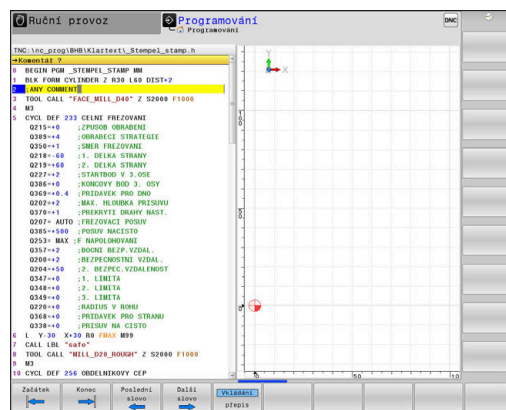 Ruční provoz
Programování
Programování
DNC
TNC:\nc_prog\BHB\Klartext\_Stempel_stamp.h
→Komentář ?
0 BEGIN PGM _STEMPEL_STAMP MM
1 BLK FORM CYLINDER Z R30 L60 DIST+2
2 ;ANY COMMENT
3 TOOL CALL "FACE_MILL_D40" Z S2000 F1000
4 M3
5 CYCL DEF 233 CELNI FREZOVANI
Q215=+0 ;ZPUSOB OBRABENI
Q389=+4 ;OBRABECI STRATEGIE
Q350=+1 ;SMER FREZOVANI
Q218=-60 ;1. DELKA STRANY
Q219=+60 ;2. DELKA STRANY
Q227=+2 ;STARTBOD V 3.OSE
Q386=+0 ;KONCOVY BOD 3. OSY
Q369=+0.4 ;PRIDAVEK PRO DNO
Q202=+2 ;MAX. HLOUBKA PRISUVU
Q370=+1 ;PREKRYTI DRAHY NAST.
Q207= AUTO ;FREZOVACI POSUV
Q385=+500 ;POSUV NACISTO
Q253= MAX ;F NAPOLOHOVANI
Q357=+2 ;BOCNI BEZP.VZDAL.
Q200=+2 ;BEZPECNOSTNI VZDAL.
Q204=+50 ;2. BEZPEC.VZDALENOST
Q347=+0 ;1. LIMITA
Q348=+0 ;2. LIMITA
Q349=+0 ;3. LIMITA
Q220=+0 ;RADIUS V ROHU
Q368=+0 ;PRIDAVEK PRO STRANU
Q338=+0 ;PRISUV NA CISTO
6 L Y-30 X+30 R0 FMAX M99
7 CALL LBL "safe"
8 TOOL CALL "MILL_D20_ROUGH" Z S2000 F1000
9 M3
10 CYCL DEF 256 OBDELNIKOVY CEP
Y
X
100
50
0
0
50
10
Začátek
Konec
Poslední
slovo
Další
slovo
Vkládání
přepis